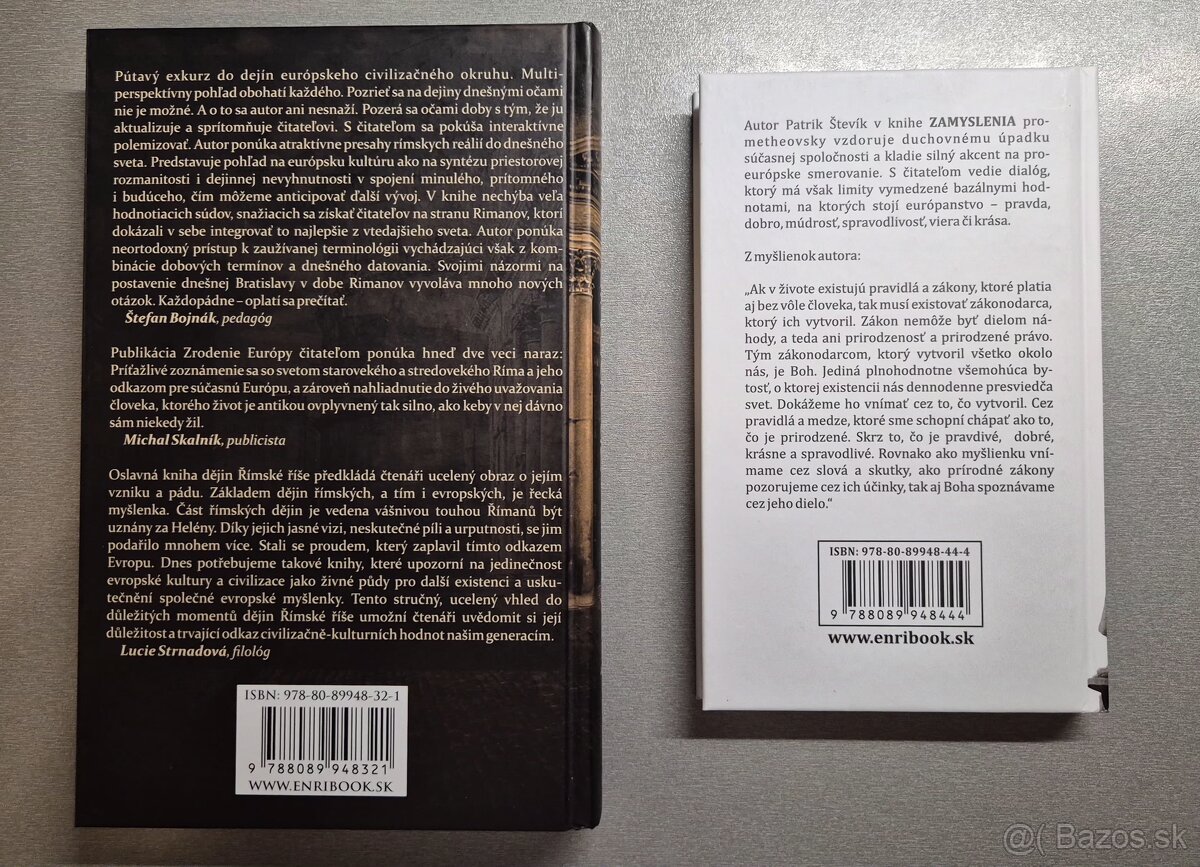 Pútavý exkurz do dejín európskeho civilizačného okruhu. Multi-
perspektívny pohľad obohatí každého. Pozrieť sa na dejiny dnešnými očami
nie je možné. A o to sa autor ani nesnaží. Pozerá sa očami doby s tým, že ju
aktualizuje a sprítomňuje čitateľovi. S čitateľom sa pokúša interaktívne
polemizovať. Autor ponúka atraktívne presahy rímskych reálií do dnešného
sveta. Predstavuje pohľad na európsku kultúru ako na syntézu priestorovej
rozmanitosti i dejinnej nevyhnutnosti v spojení minulého, prítomného
i budúceho, čím môžeme anticipovať ďalší vývoj. V knihe nechýba veľa
hodnotiacich súdov, snažiacich sa získať čitateľov na stranu Rimanov, ktorí
dokázali v sebe integrovať to najlepšie z vtedajšieho sveta. Autor ponúka
neortodoxný prístup k zaužívanej terminológii vychádzajúci však z kom-
binácie dobových termínov a dnešného datovania. Svojimi názormi na
postavenie dnešnej Bratislavy v dobe Rimanov vyvoláva mnoho nových
otázok. Každopádne – oplatí sa prečítať.
Štefan Bojnák, pedagóg
Publikácia Zrodenie Európy čitateľom ponúka hneď dve veci naraz:
Príťažlivé zoznámenie sa so svetom starovekého a stredovekého Ríma a jeho
odkazom pre súčasnú Európu, a zároveň nahliadnutie do živého uvažovania
človeka, ktorého život je antikou ovplyvnený tak silno, ako keby v nej dávno
sám niekedy žil.
Michal Skalník, publicista
Oslavná kniha dějin Římské říše předkládá čtenáři ucelený obraz o jejím
vzniku a pádu. Základem dějin římských, a tím i evropských, je řecká
myšlenka. Část římských dějin je vedena vášnivou touhou Římanů být
uznány za Helény. Díky jejich jasné vizi, neskutečné píli a urputnosti, se jim
podařilo mnohem více. Stali se proudem, který zaplavil tímto odkazem
Evropu. Dnes potřebujeme takové knihy, které upozorní na jedinečnost
evropské kultury a civilizace jako živné půdy pro další existenci a usku-
tečnění společné evropské myšlenky. Tento stručný, ucelený vhled do
důležitých momentů dějin Římské říše umožní čtenáři uvědomit si její
důležitost a trvající odkaz civilizačně-kulturních hodnot našim generacím.
Lucie Strnadová, filológ
ISBN: 978-80-89948-32-1
9 788089 948321
WWW.ENRIBOOK.SK
Autor Patrik Števík v knihe ZAMYSLENIA pro-
metheovsky vzdoruje duchovnému úpadku
súčasnej spoločnosti a kladie silný akcent na pro-
európske smerovanie. S čitateľom vedie dialóg,
ktorý má však limity vymedzené bazálnymi hod-
notami, na ktorých stojí európanstvo – pravda,
dobro, múdrosť, spravodlivosť, viera či krása.
Z myšlienok autora:
„Ak v živote existujú pravidlá a zákony, ktoré platia
aj bez vôle človeka, tak musí existovať zákonodarca,
ktorý ich vytvoril. Zákon nemôže byť dielom ná-
hody, a teda ani prirodzenosť a prirodzené právo.
Tým zákonodarcom, ktorý vytvoril všetko okolo
nás, je Boh. Jediná plnohodnotne všemohúca by-
tosť, o ktorej existencii nás dennodenne presviedča
svet. Dokážeme ho vnímať cez to, čo vytvoril. Cez
pravidlá a medze, ktoré sme schopní chápať ako to,
čo je prirodzené. Skrz to, čo je pravdivé, dobré,
krásne a spravodlivé. Rovnako ako myšlienku vní-
mame cez slová a skutky, ako prírodné zákony
pozorujeme cez ich účinky, tak aj Boha spoznávame
cez jeho dielo.“
ISBN: 978-80-89948-44-4
9 788089 948444
www.enribook.sk
@( Bazos.sk